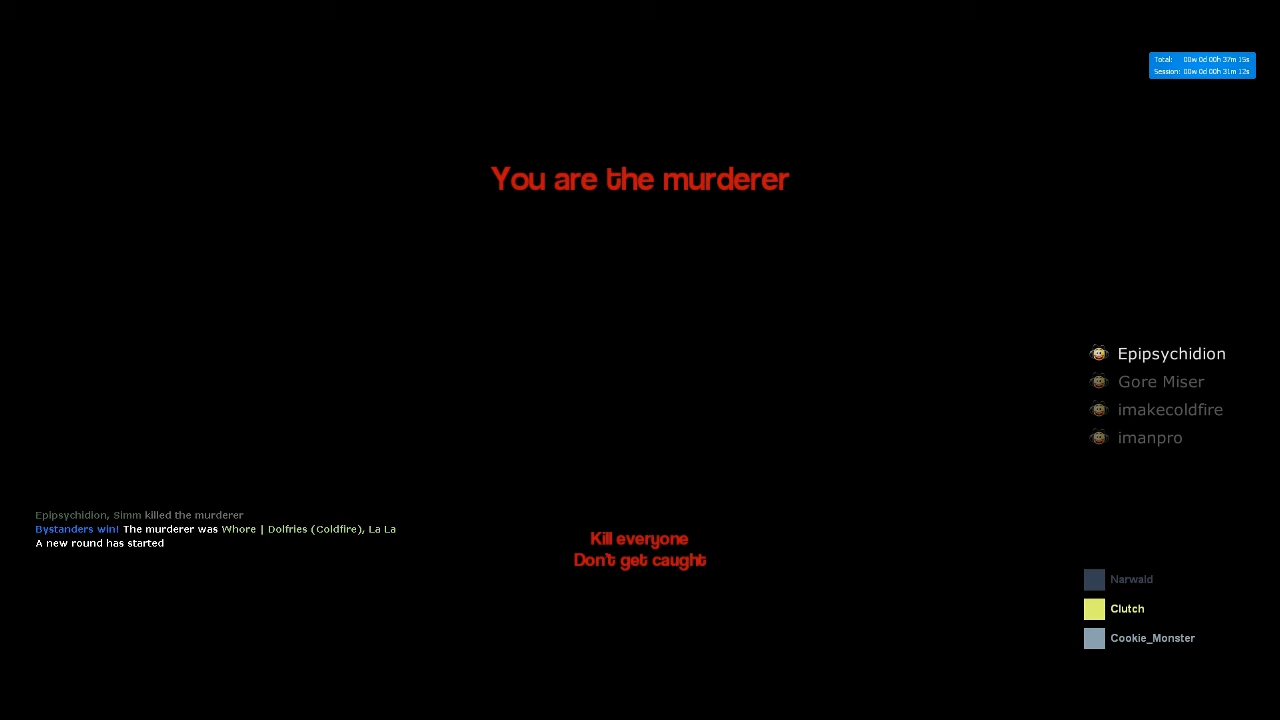 Total: 00w 0d 00h 37m 15s
Session: 00w 0d 00h 31m 12s
You are the murderer
Epipsychidion
Gore Miser
imakecoldfire
imanpro
Epipsychidion, Simm killed the murderer
Bystanders win! The murderer was Whore | Dolfries (Coldfire), La La
A new round has started
Kill everyone
Don't get caught
Narwald
Clutch
Cookie_Monster